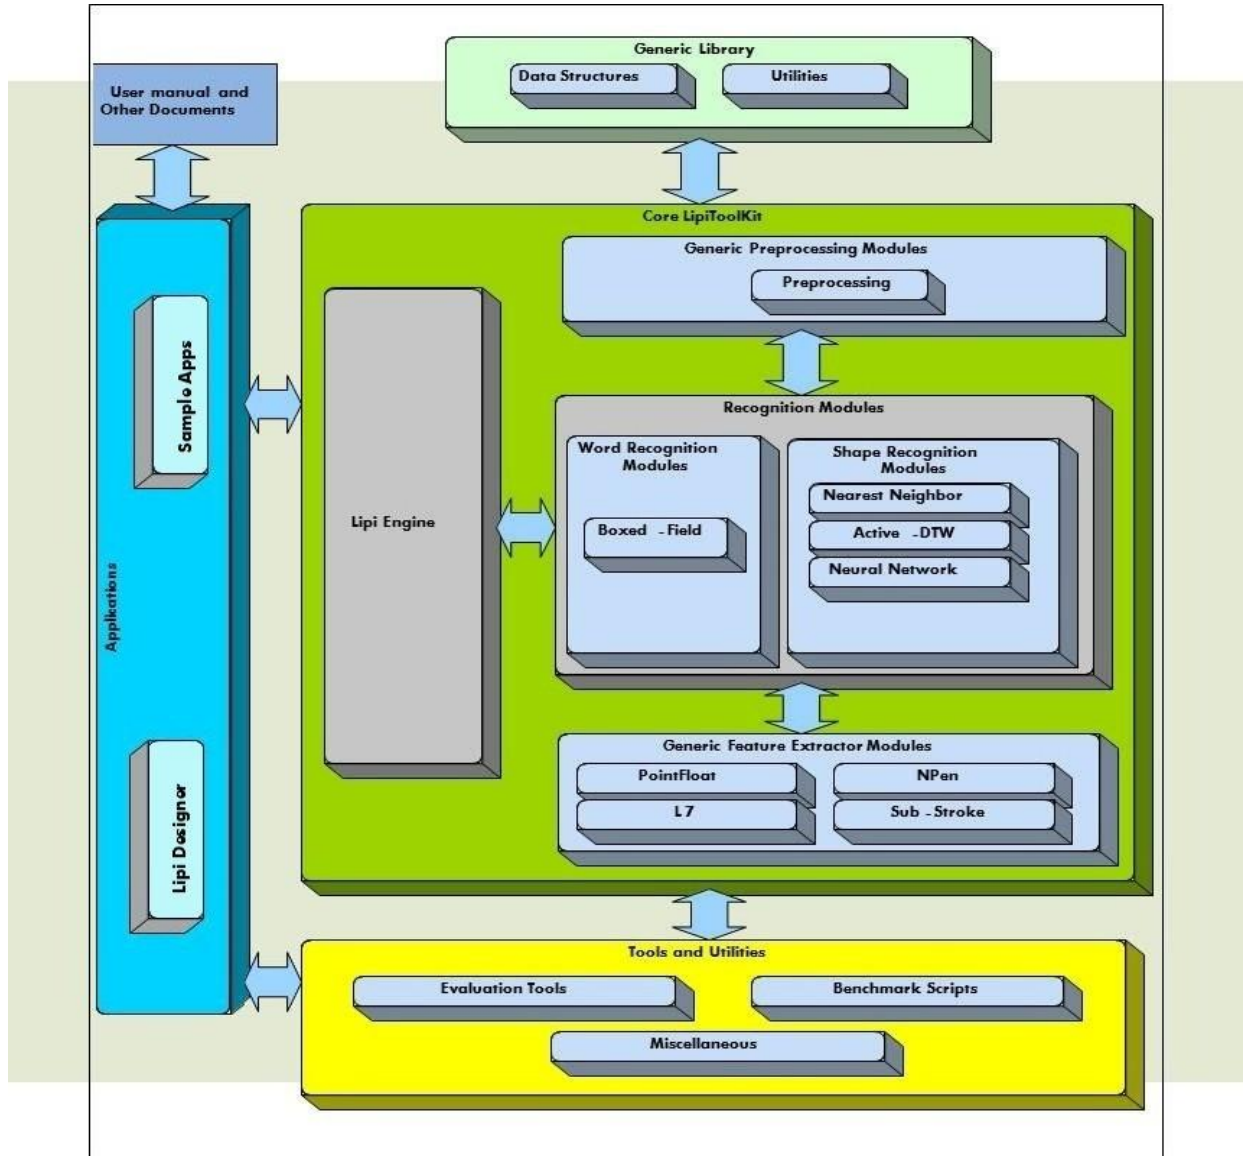 Generic Library
Data Structures
Utilities
User manual and
Other Documents
Core LipiToolKit
Generic Preprocessing Modules
Preprocessing
Applications
Sample Apps
Lipi Designer
Lipi Engine
Recognition Modules
Word Recognition
Modules
Boxed - Field
Shape Recognition
Modules
Nearest Neighbor
Active - DTW
Neural Network
Generic Feature Extractor Modules
PointFloat
NPen
L7
Sub - Stroke
Tools and Utilities
Evaluation Tools
Benchmark Scripts
Miscellaneous